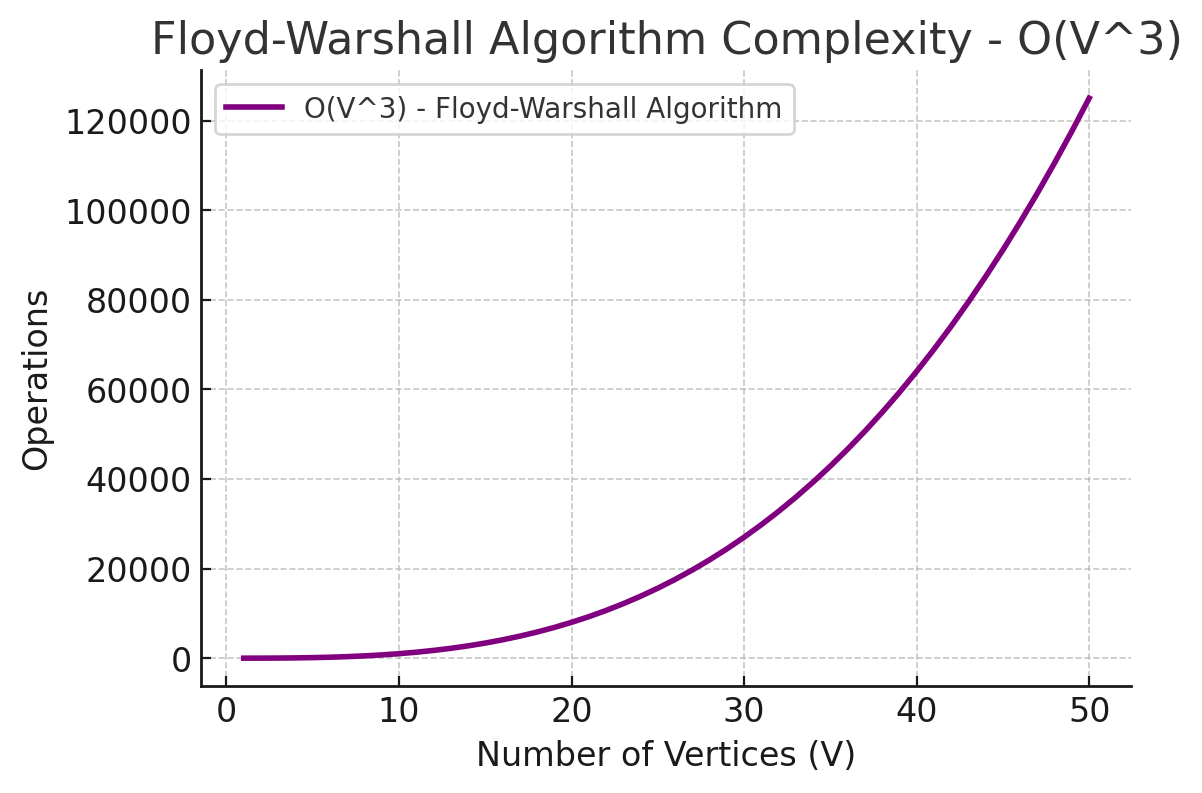 Floyd-Warshall Algorithm Complexity - O(V^3)
O(V^3) - Floyd-Warshall Algorithm
Operations
120000
100000
80000
60000
40000
20000
0
0 10 20 30 40 50
Number of Vertices (V)